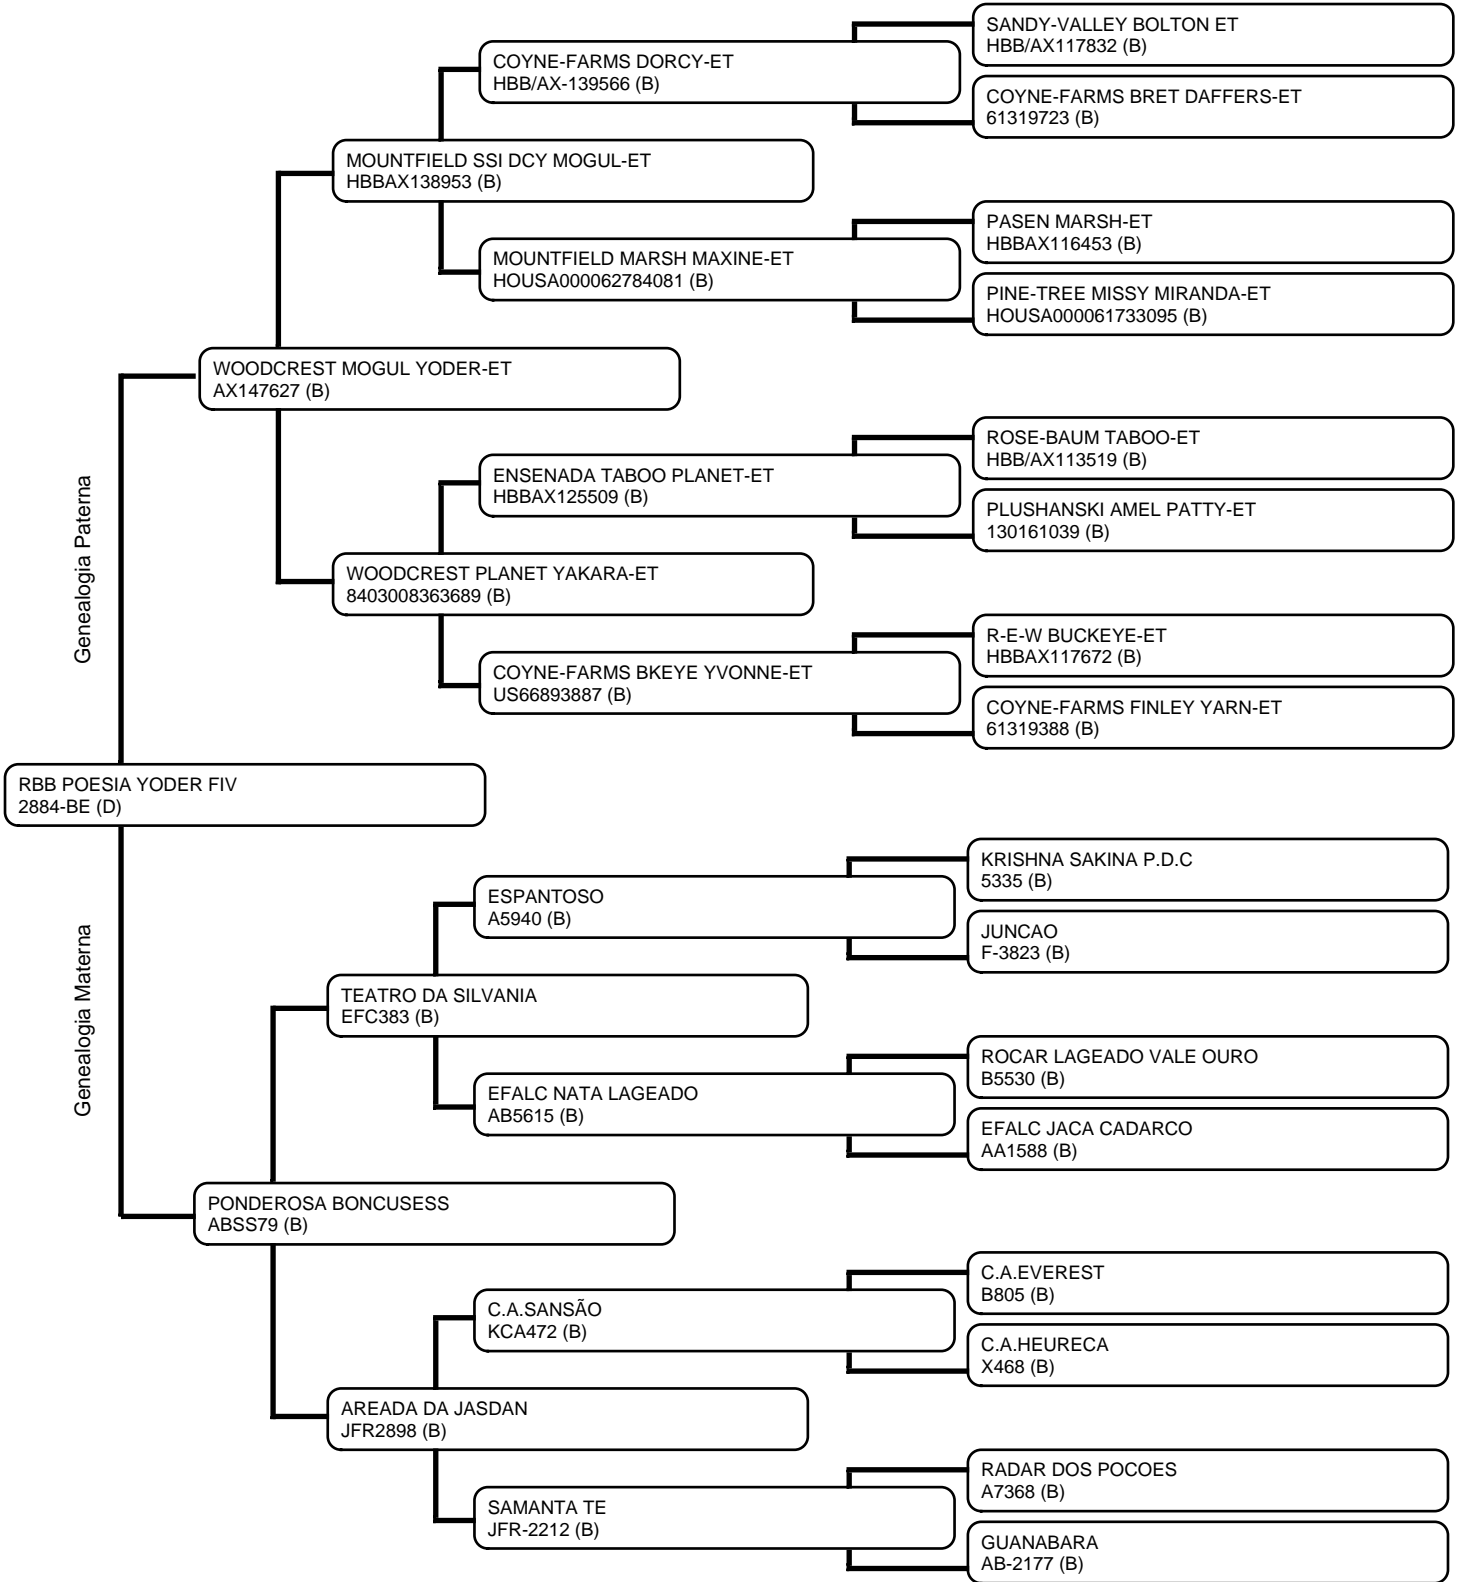 SANDY-VALLEY BOLTON ET
HBB/AX117832 (B)
COYNE-FARMS DORCY-ET
HBB/AX-139566 (B)
COYNE-FARMS BRET DAFFERS-ET
61319723 (B)
MOUNTFIELD SSI DCY MOGUL-ET
HBBAX138953 (B)
PASEN MARSH-ET
HBBAX116453 (B)
MOUNTFIELD MARSH MAXINE-ET
HOUSA000062784081 (B)
PINE-TREE MISSY MIRANDA-ET
HOUSA000061733095 (B)
WOODCREST MOGUL YODER-ET
AX147627 (B)
ROSE-BAUM TABOO-ET
HBB/AX113519 (B)
ENSENADA TABOO PLANET-ET
HBBAX125509 (B)
PLUSHANSKI AMEL PATTY-ET
130161039 (B)
Genealogia Paterna
WOODCREST PLANET YAKARA-ET
8403008363689 (B)
R-E-W BUCKEYE-ET
HBBAX117672 (B)
COYNE-FARMS BKEYE YVONNE-ET
US66893887 (B)
COYNE-FARMS FINLEY YARN-ET
61319388 (B)
RBB POESIA YODER FIV
2884-BE (D)
KRISHNA SAKINA P.D.C
5335 (B)
ESPANTOSO
A5940 (B)
JUNCAO
F-3823 (B)
Genealogia Materna
TEATRO DA SILVANIA
EFC383 (B)
ROCAR LAGEADO VALE OURO
B5530 (B)
EFALC NATA LAGEADO
AB5615 (B)
EFALC JACA CADARCO
AA1588 (B)
PONDEROSA BONCUSESS
ABSS79 (B)
C.A.EVEREST
B805 (B)
C.A.SANSÃO
KCA472 (B)
C.A.HEURECA
X468 (B)
AREADA DA JASDAN
JFR2898 (B)
RADAR DOS POCOES
A7368 (B)
SAMANTA TE
JFR-2212 (B)
GUANABARA
AB-2177 (B)